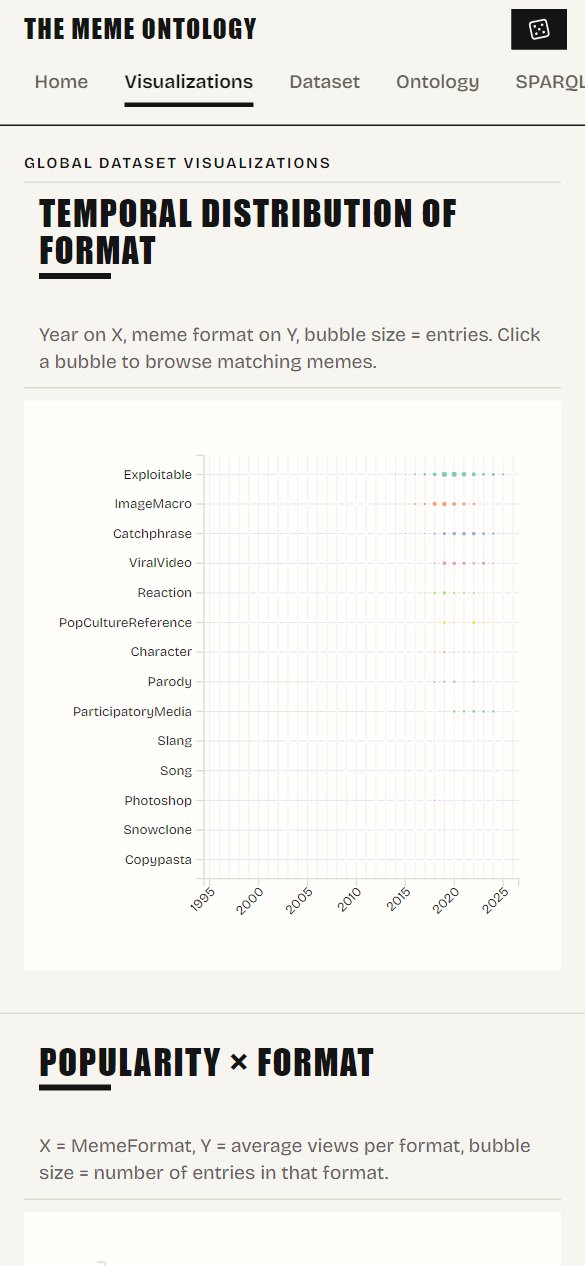 THE MEME ONTOLOGY
Home Visualizations Dataset Ontology SPARQL
GLOBAL DATASET VISUALIZATIONS
TEMPORAL DISTRIBUTION OF
FORMAT
Year on X, meme format on Y, bubble size = entries. Click
a bubble to browse matching memes.
Exploitable
ImageMacro
Catchphrase
ViralVideo
Reaction
PopCultureReference
Character
Parody
ParticipatoryMedia
Slang
Song
Photoshop
Snowclone
Copypasta
1995 2000 2005 2010 2015 2020 2025
POPULARITY × FORMAT
X = MemeFormat, Y = average views per format, bubble
size = number of entries in that format.